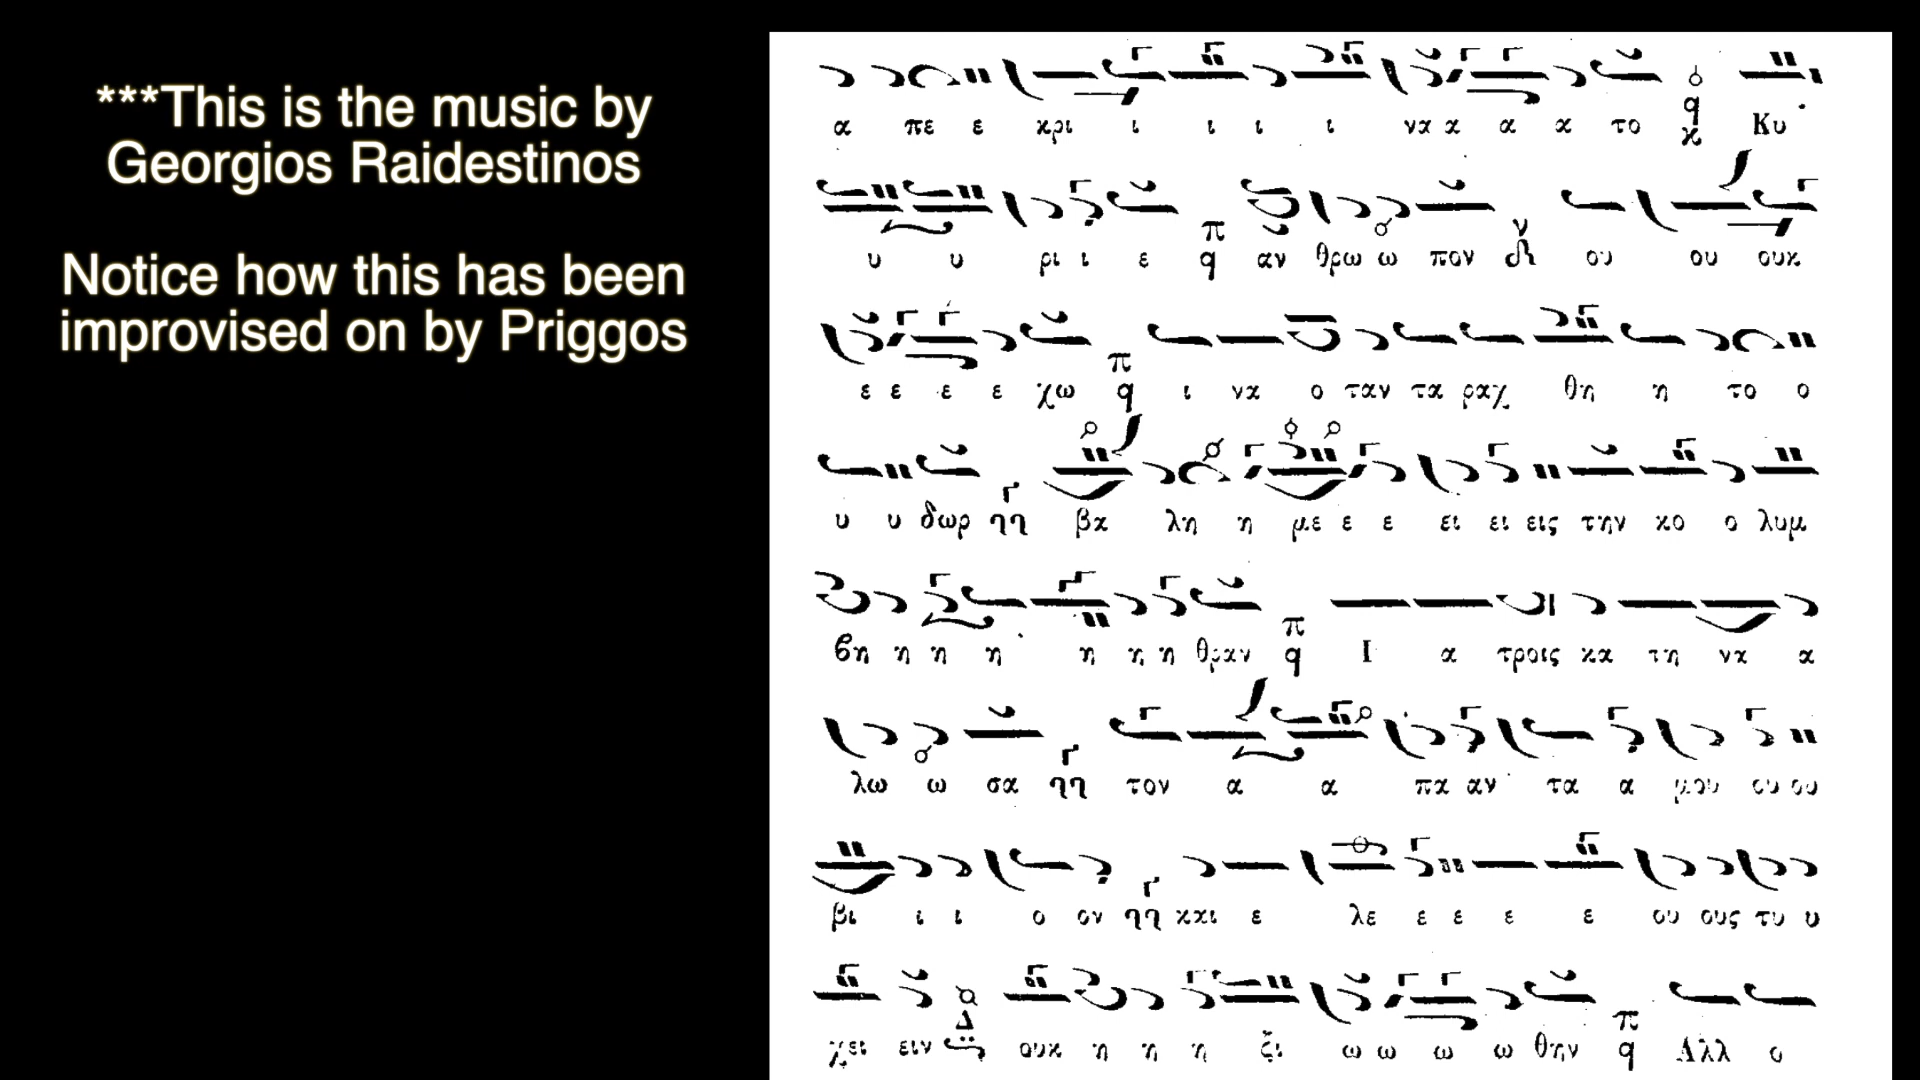 ***This is the music by
Georgios Raidestinos
Notice how this has been
improvised on by Priggos
α πε ε κρι ι ι ι ι να α α α το Κυ
υ υ ρι ι ε αν θρω ω πον ου ου ουκ
ε ε ε ε χω ι να ο ταν τα ραχ θη η το ο
υ υ δωρ βα λη η με ε ε ει ει εις την κο ο λυμ
βη η η η η η η θραν Ι α τροις κα τη να α
λω ω σα τον α α πα αν τα α μου ου ου
βι ι ι ο ον και ε λε ε ε ε ε ου ους τυ υ
χει ειν ουκ η η η ξι ω ω ω ω θην Αλλ ο